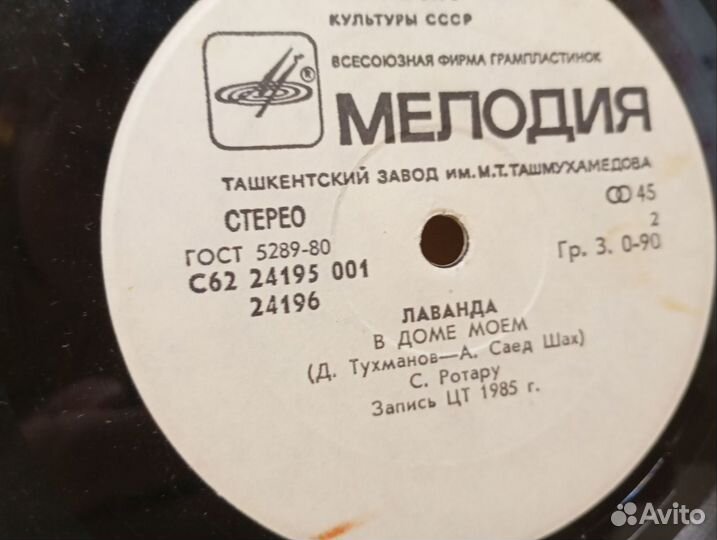 КУЛЬТУРЫ СССР
ВСЕСОЮЗНАЯ ФИРМА ГРАМПЛАСТИНОК
®
МЕЛОДИЯ
ТАШКЕНТСКИЙ ЗАВОД ИМ. М.Т. ТАШМУХАМЕДОВА
СТЕРЕО
45
ГОСТ 5289-80
2
С62 24195 001
Гр. 3. 0-90
24196
ЛАВАНДА
В ДОМЕ МОЕМ
(Д. Тухманов—А. Саед Шах)
С. Ротару
Запись ЦТ 1985 г.
Avito